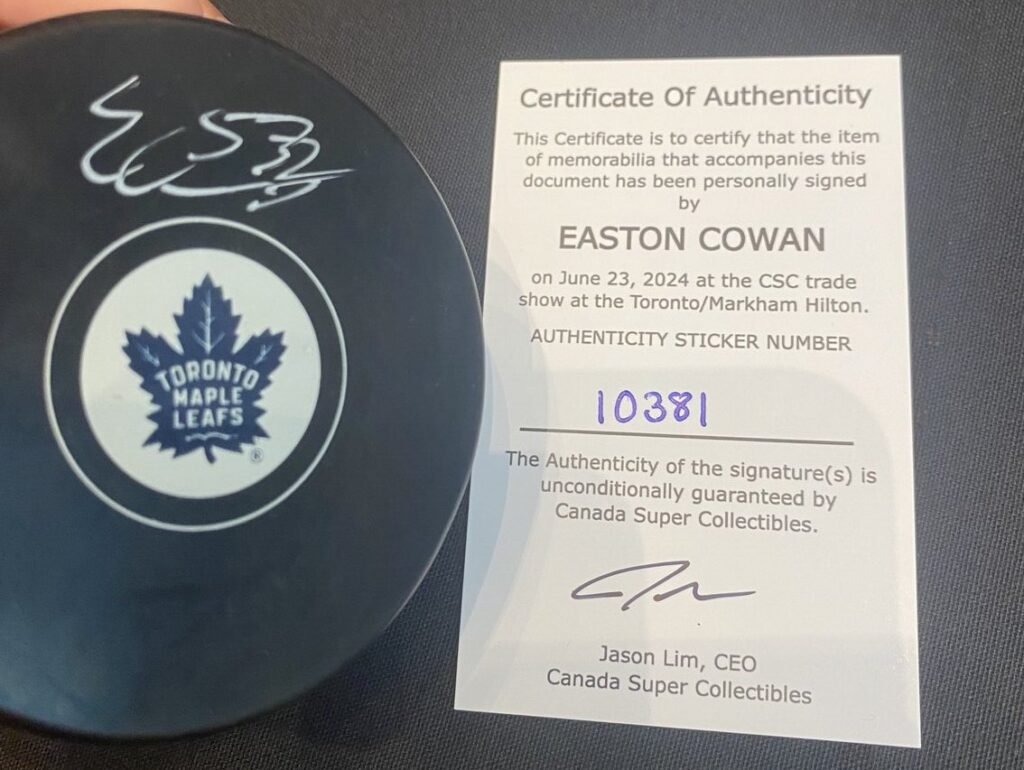 53
TORONTO
MAPLE
LEAFS
®
Certificate Of Authenticity
This Certificate is to certify that the item
of memorabilia that accompanies this
document has been personally signed
by
EASTON COWAN
on June 23, 2024 at the CSC trade
show at the Toronto/Markham Hilton.
AUTHENTICITY STICKER NUMBER
10381
The Authenticity of the signature(s) is
unconditionally guaranteed by
Canada Super Collectibles.
Jason Lim, CEO
Canada Super Collectibles